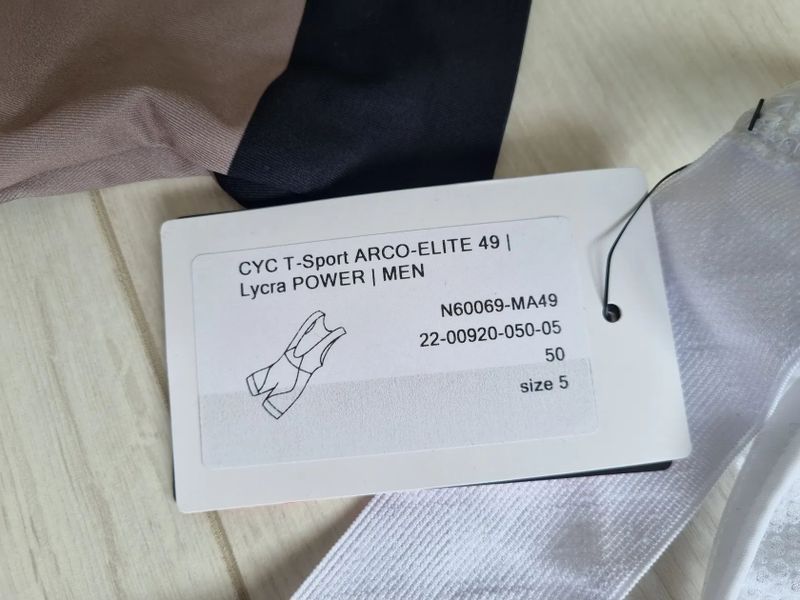 CYC T-Sport ARCO-ELITE 49 |
Lycra POWER | MEN
N60069-MA49
22-00920-050-05
50
size 5